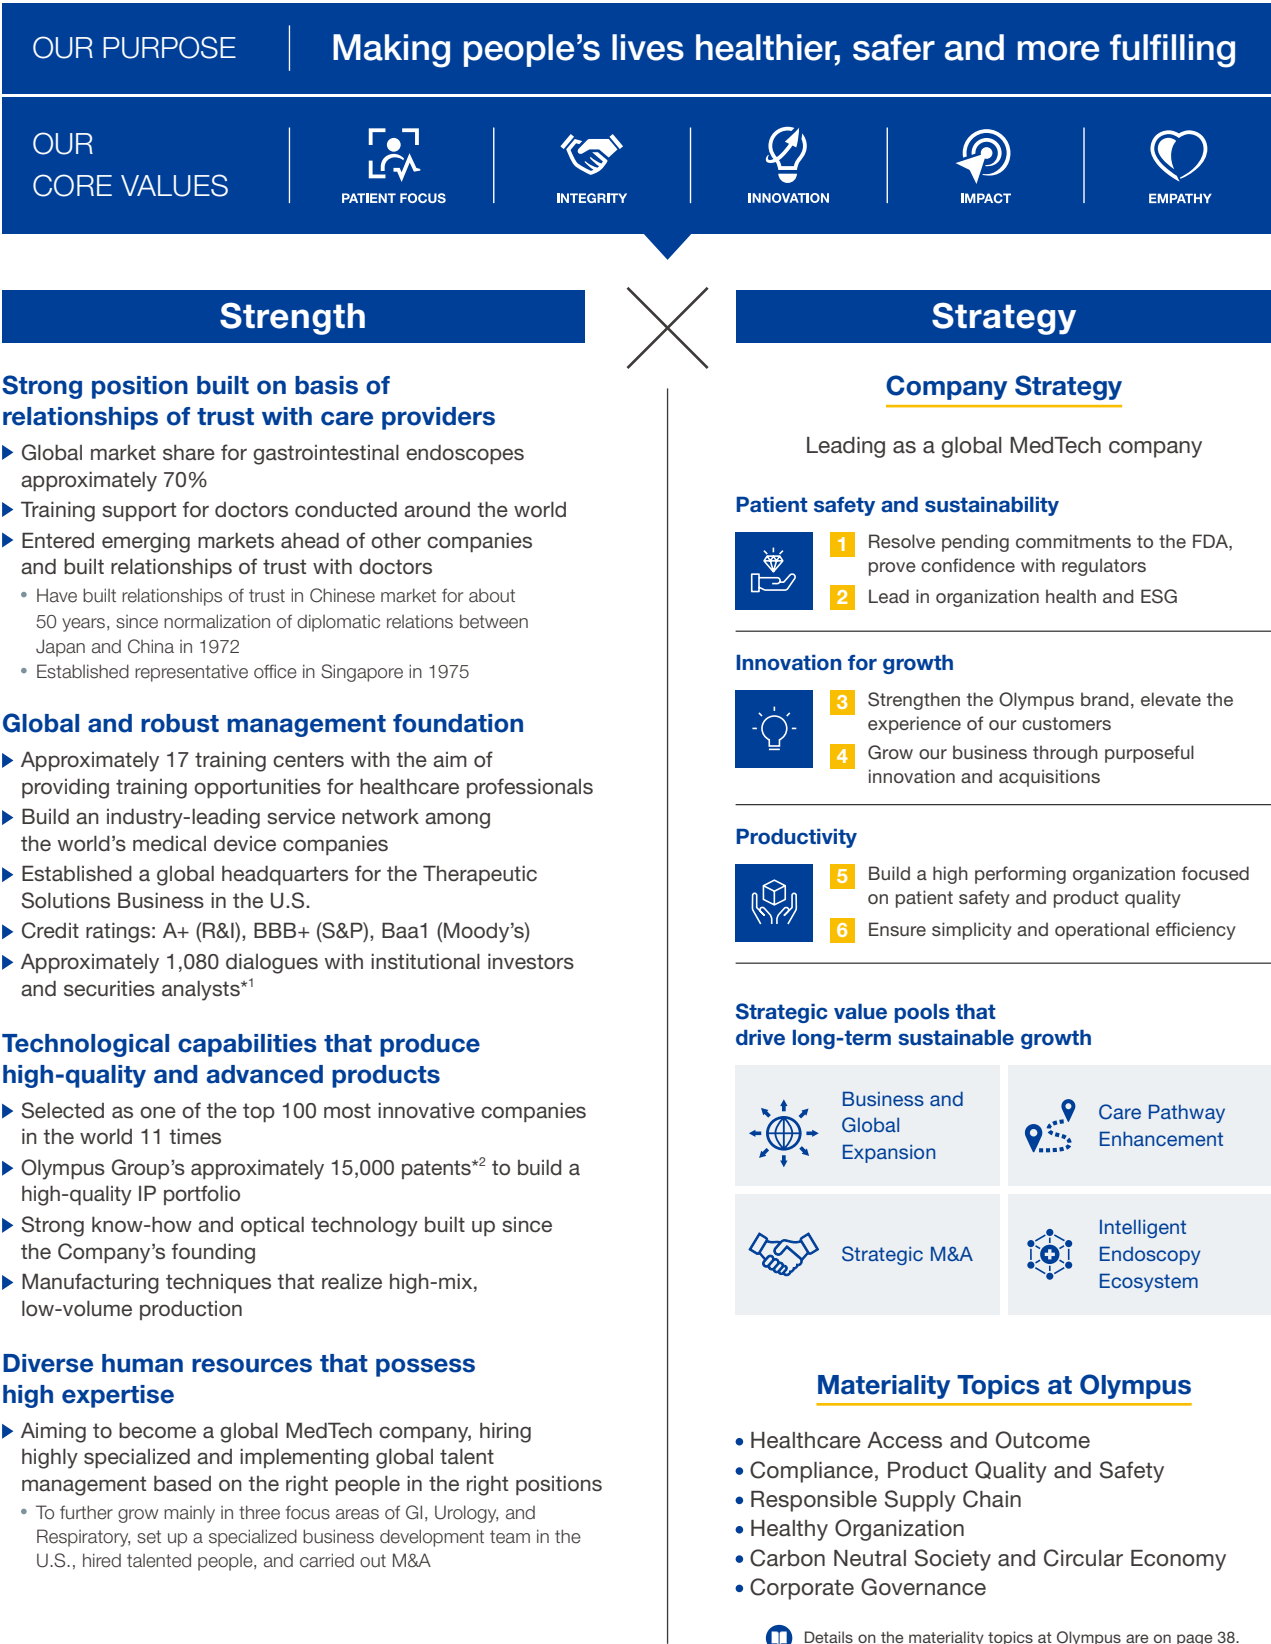 OUR PURPOSE
Making people's lives healthier, safer and more fulfilling
OUR
CORE VALUES
PATIENT FOCUS
INTEGRITY
INNOVATION
IMPACT
EMPATHY
Strength
Strong position built on basis of
relationships of trust with care providers
Global market share for gastrointestinal endoscopes
approximately 70%
Training support for doctors conducted around the world
Entered emerging markets ahead of other companies
and built relationships of trust with doctors
• Have built relationships of trust in Chinese market for about
50 years, since normalization of diplomatic relations between
Japan and China in 1972
• Established representative office in Singapore in 1975
Global and robust management foundation
Approximately 17 training centers with the aim of
providing training opportunities for healthcare professionals
Build an industry-leading service network among
the world's medical device companies
Established a global headquarters for the Therapeutic
Solutions Business in the U.S.
Credit ratings: A+ (R&I), BBB+ (S&P), Baa1 (Moody's)
Approximately 1,080 dialogues with institutional investors
and securities analysts*1
Technological capabilities that produce
high-quality and advanced products
Selected as one of the top 100 most innovative companies
in the world 11 times
Olympus Group's approximately 15,000 patents*2 to build a
high-quality IP portfolio
Strong know-how and optical technology built up since
the Company's founding
Manufacturing techniques that realize high-mix,
low-volume production
Diverse human resources that possess
high expertise
Aiming to become a global MedTech company, hiring
highly specialized and implementing global talent
management based on the right people in the right positions
• To further grow mainly in three focus areas of GI, Urology, and
Respiratory, set up a specialized business development team in the
U.S., hired talented people, and carried out M&A
Strategy
Company Strategy
Leading as a global MedTech company
Patient safety and sustainability
1 Resolve pending commitments to the FDA,
prove confidence with regulators
2 Lead in organization health and ESG
Innovation for growth
3 Strengthen the Olympus brand, elevate the
experience of our customers
4 Grow our business through purposeful
innovation and acquisitions
Productivity
5 Build a high performing organization focused
on patient safety and product quality
6 Ensure simplicity and operational efficiency
Strategic value pools that
drive long-term sustainable growth
Business and
Global
Expansion
Care Pathway
Enhancement
Strategic M&A
Intelligent
Endoscopy
Ecosystem
Materiality Topics at Olympus
• Healthcare Access and Outcome
• Compliance, Product Quality and Safety
• Responsible Supply Chain
• Healthy Organization
• Carbon Neutral Society and Circular Economy
• Corporate Governance
Details on the materiality topics at Olympus are on page 38.